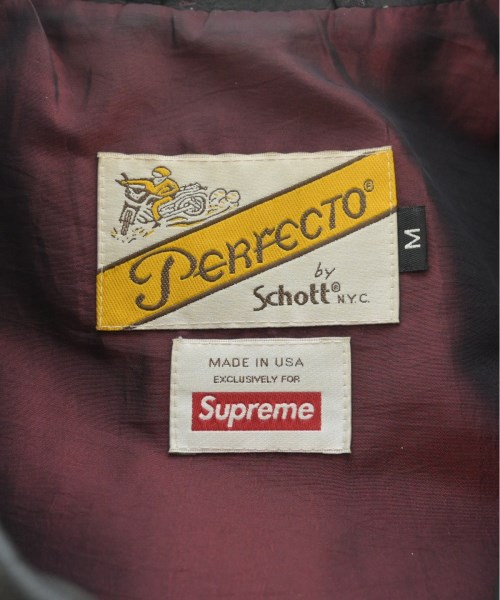 PERFECTO®
by
Schott® N.Y.C.
M
MADE IN USA
EXCLUSIVELY FOR
Supreme